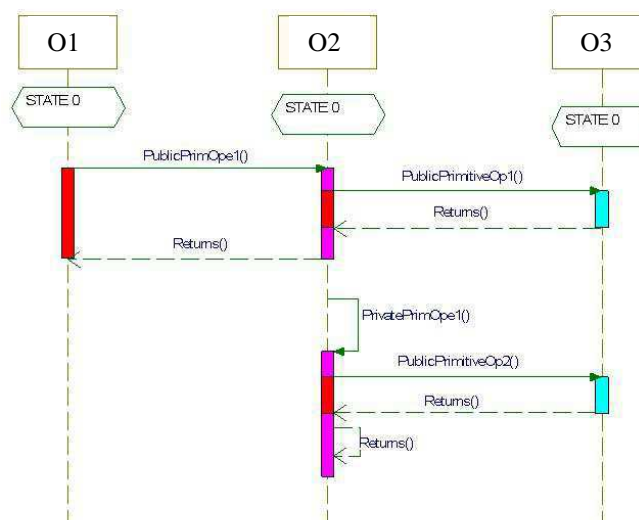 O1
O2
O3
STATE 0
STATE 0
STATE 0
PublicPrimOpe1()
PublicPrimitiveOp1()
Returns()
Returns()
PrivatePrimOpe1()
PublicPrimitiveOp2()
Returns()
Returns()